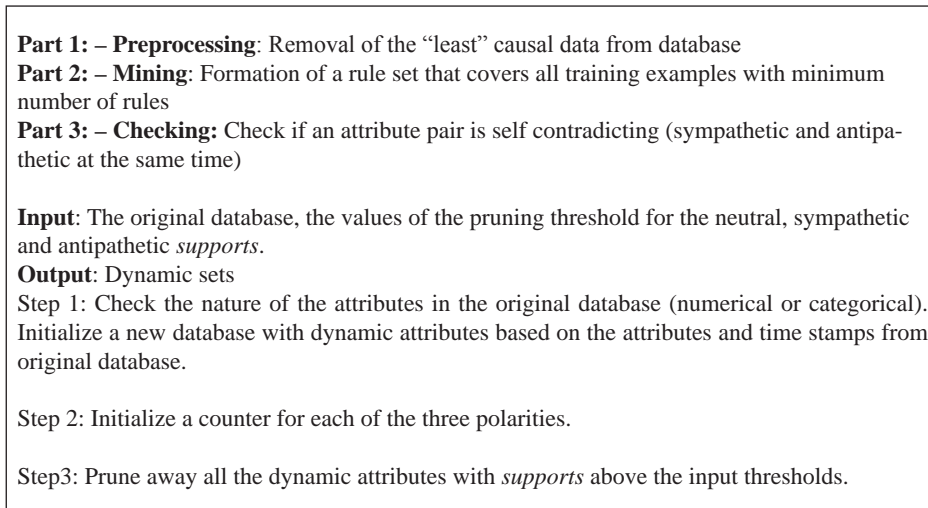 Part 1: – Preprocessing: Removal of the “least” causal data from database
Part 2: – Mining: Formation of a rule set that covers all training examples with minimum
number of rules
Part 3: – Checking: Check if an attribute pair is self contradicting (sympathetic and antipa-
thetic at the same time)
Input: The original database, the values of the pruning threshold for the neutral, sympathetic
and antipathetic supports.
Output: Dynamic sets
Step 1: Check the nature of the attributes in the original database (numerical or categorical).
Initialize a new database with dynamic attributes based on the attributes and time stamps from
original database.
Step 2: Initialize a counter for each of the three polarities.
Step3: Prune away all the dynamic attributes with supports above the input thresholds.